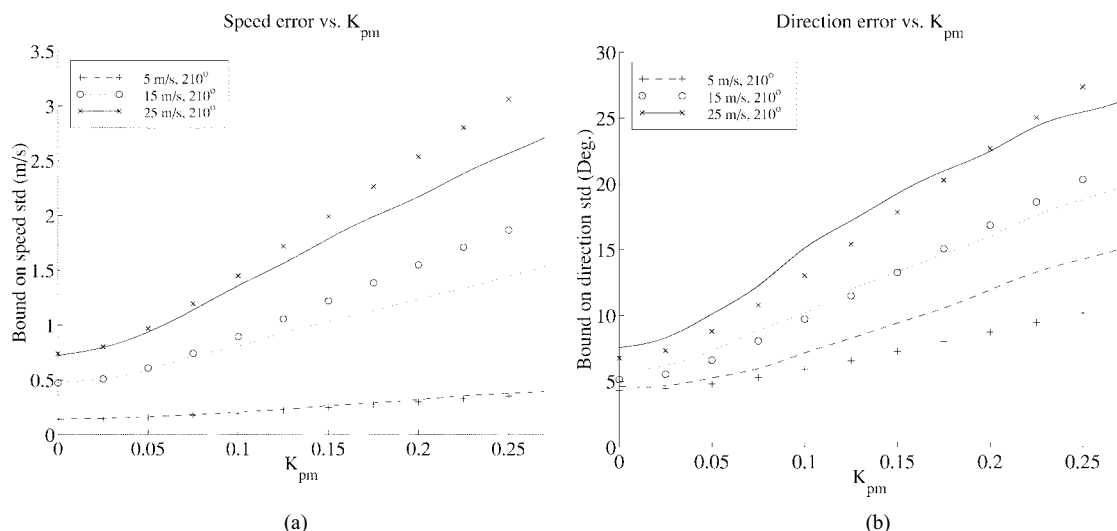 Speed error vs. K_pm
3.5
3
2.5
2
1.5
1
0.5
0
Bound on speed std (m/s)
5 m/s, 210°
15 m/s, 210°
25 m/s, 210°
0 0.05 0.1 0.15 0.2 0.25
K_pm
(a)
Direction error vs. K_pm
30
25
20
15
10
5
0
Bound on direction std (Deg.)
5 m/s, 210°
15 m/s, 210°
25 m/s, 210°
0 0.05 0.1 0.15 0.2 0.25
K_pm
(b)